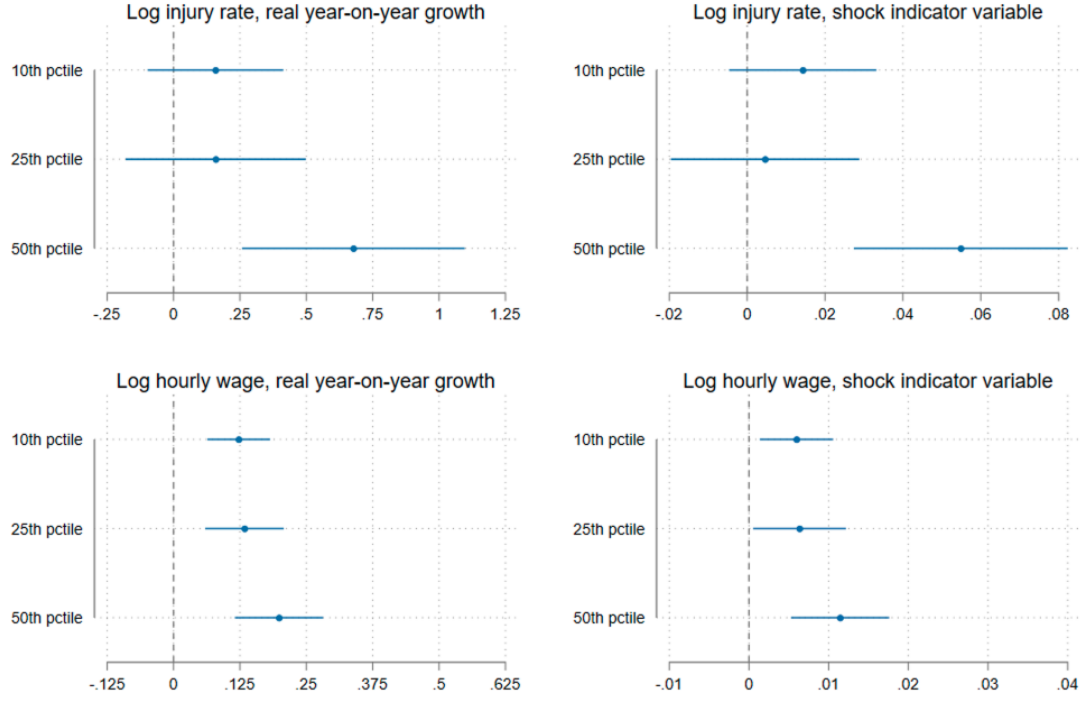 Log injury rate, real year-on-year growth
10th pctile
25th pctile
50th pctile
-.25 0 .25 .5 .75 1 1.25
Log injury rate, shock indicator variable
10th pctile
25th pctile
50th pctile
-.02 0 .02 .04 .06 .08
Log hourly wage, real year-on-year growth
10th pctile
25th pctile
50th pctile
-.125 0 .125 .25 .375 .5 .625
Log hourly wage, shock indicator variable
10th pctile
25th pctile
50th pctile
-.01 0 .01 .02 .03 .04